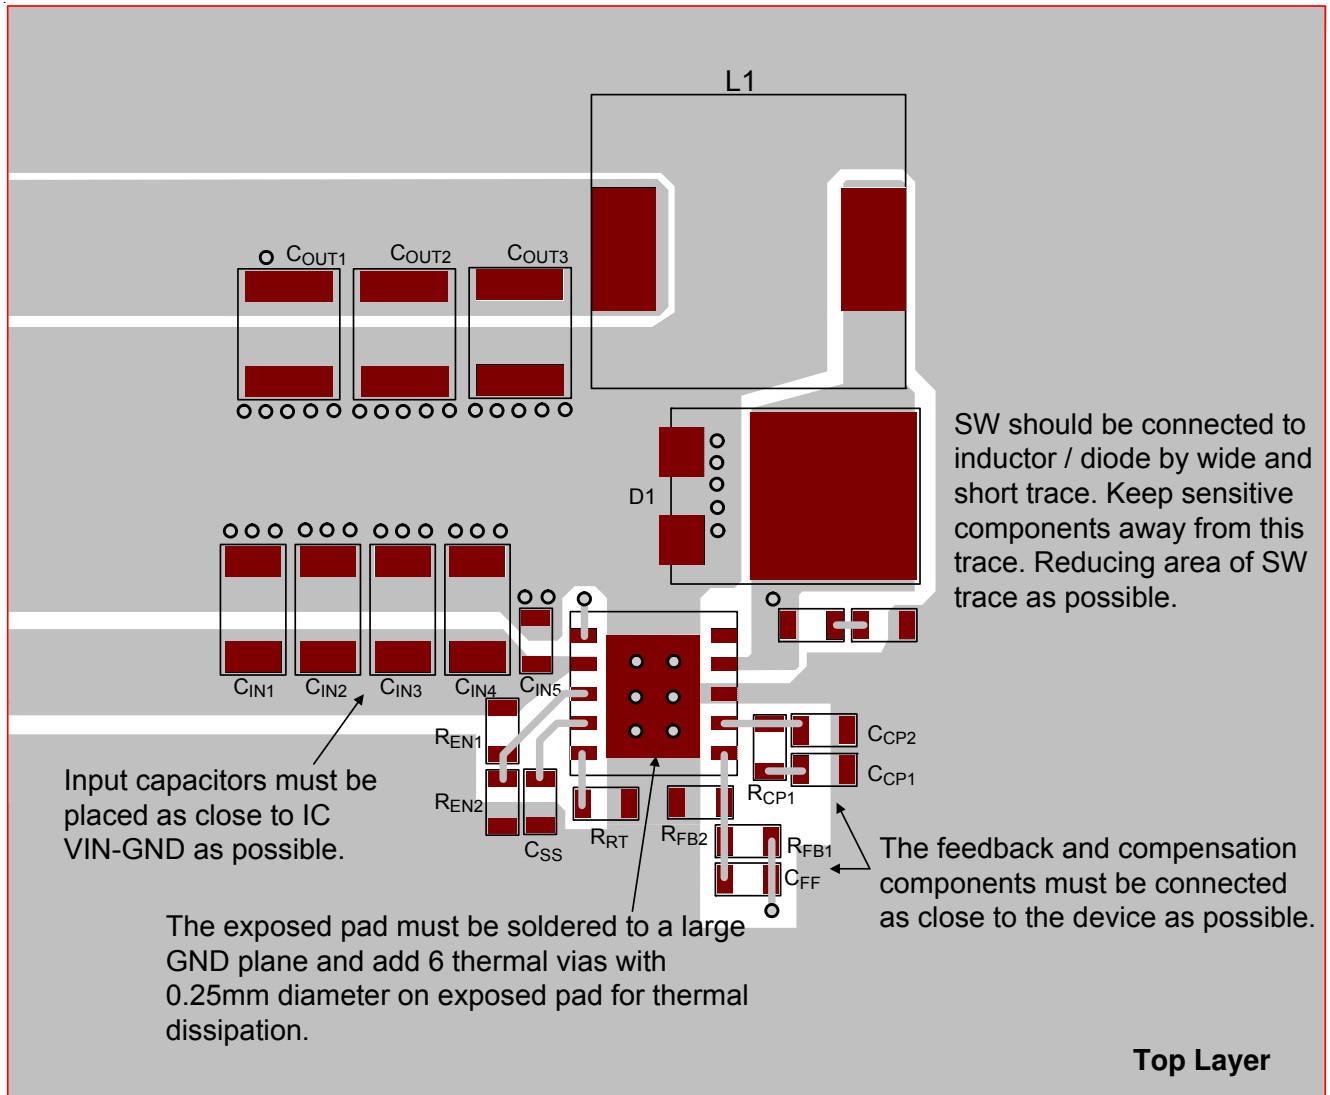 L1
COUT1 COUT2 COUT3
D1
SW should be connected to
inductor / diode by wide and
short trace. Keep sensitive
components away from this
trace. Reducing area of SW
trace as possible.
CIN1 CIN2 CIN3 CIN4 CIN5
REN1
REN2
CSS
RRT
RFB2
RCP1
CCP2
CCP1
RFB1
CFF
Input capacitors must be
placed as close to IC
VIN-GND as possible.
The feedback and compensation
components must be connected
as close to the device as possible.
The exposed pad must be soldered to a large
GND plane and add 6 thermal vias with
0.25mm diameter on exposed pad for thermal
dissipation.
Top Layer